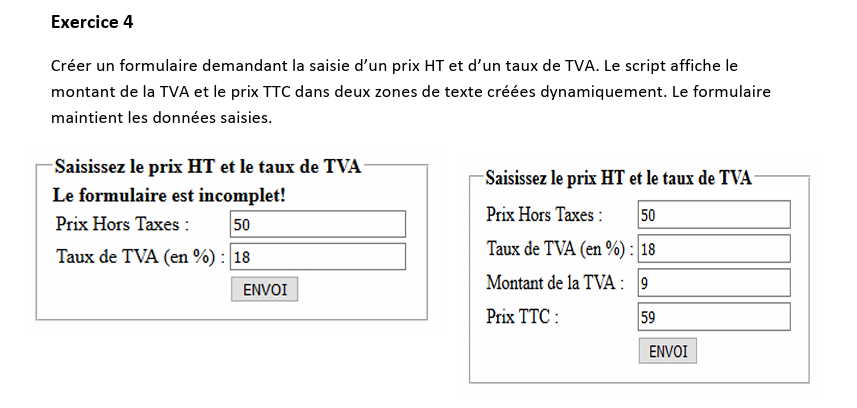 Exercice 4
Créer un formulaire demandant la saisie d’un prix HT et d’un taux de TVA. Le script affiche le
montant de la TVA et le prix TTC dans deux zones de texte créées dynamiquement. Le formulaire
maintient les données saisies.
Saisissez le prix HT et le taux de TVA
Le formulaire est incomplet!
Prix Hors Taxes : 50
Taux de TVA (en %) : 18
ENVOI
Saisissez le prix HT et le taux de TVA
Prix Hors Taxes : 50
Taux de TVA (en %) : 18
Montant de la TVA : 9
Prix TTC : 59
ENVOI